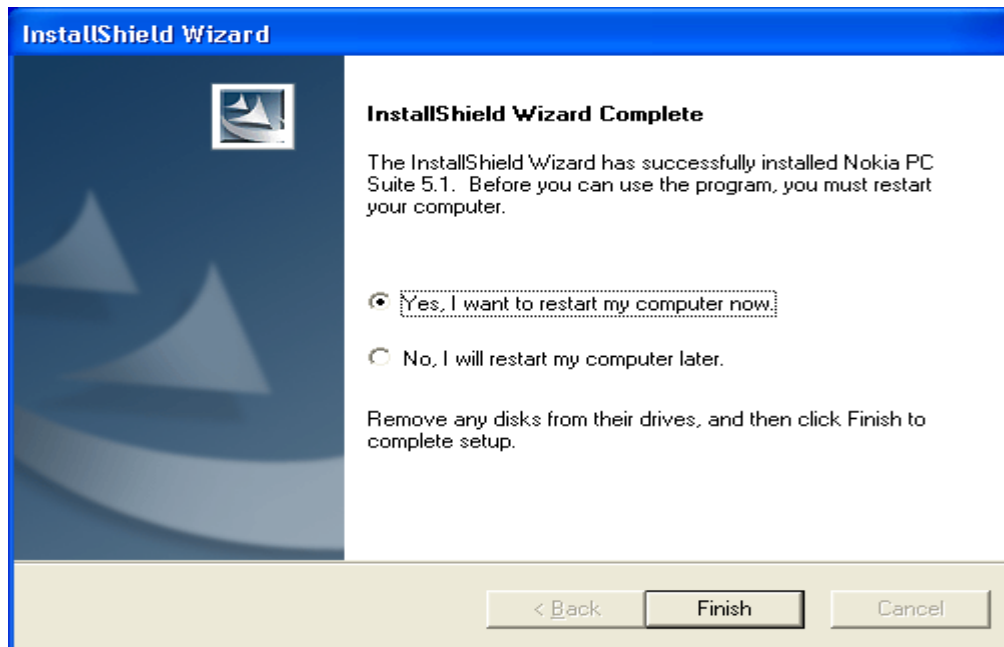 InstallShield Wizard
InstallShield Wizard Complete
The InstallShield Wizard has successfully installed Nokia PC
Suite 5.1.  Before you can use the program, you must restart
your computer.
Yes, I want to restart my computer now.
No, I will restart my computer later.
Remove any disks from their drives, and then click Finish to
complete setup.
< Back
Finish
Cancel